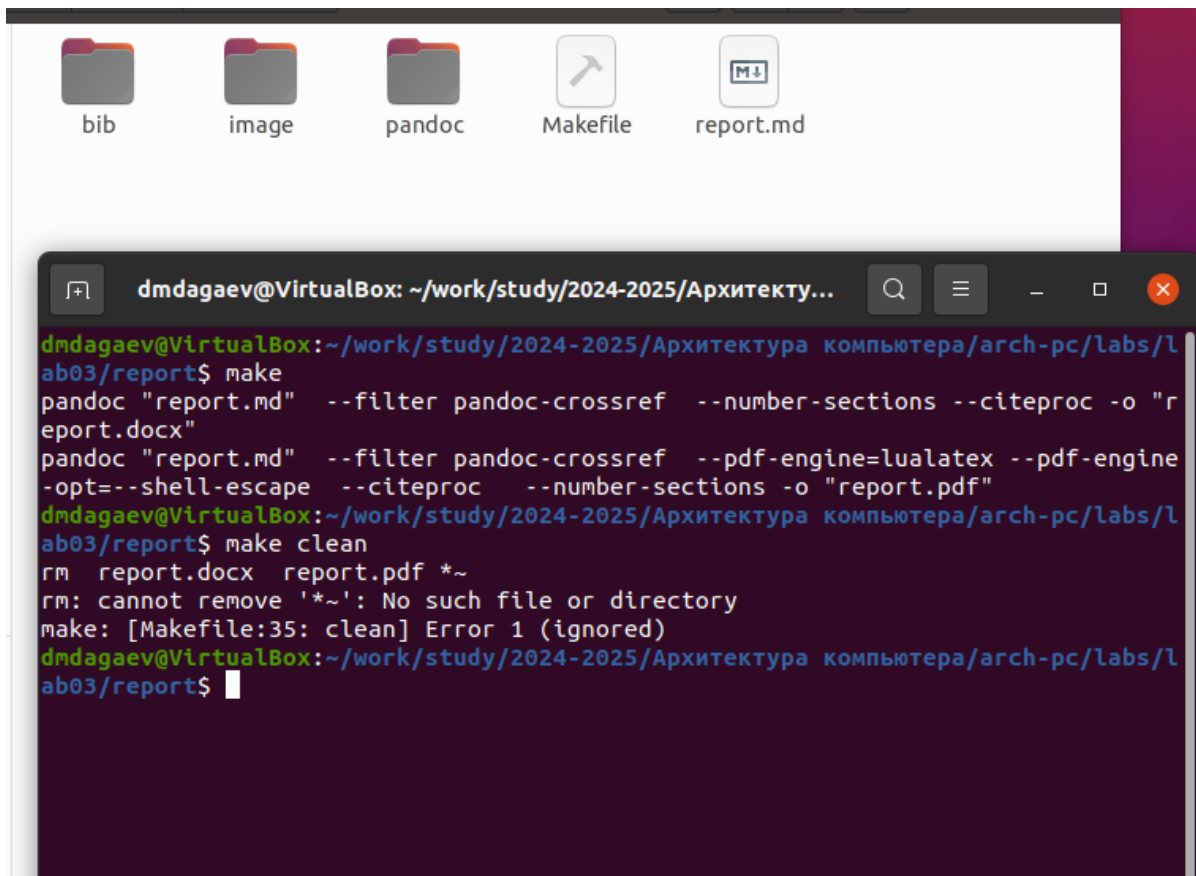 bib image pandoc Makefile report.md
M↓
dmdagaev@VirtualBox: ~/work/study/2024-2025/Архитекту...
dmdagaev@VirtualBox:~/work/study/2024-2025/Архитектура компьютера/arch-pc/labs/l
ab03/report$ make
pandoc "report.md"  --filter pandoc-crossref  --number-sections --citeproc -o "r
eport.docx"
pandoc "report.md"  --filter pandoc-crossref  --pdf-engine=lualatex --pdf-engine
-opt=--shell-escape  --citeproc   --number-sections -o "report.pdf"
dmdagaev@VirtualBox:~/work/study/2024-2025/Архитектура компьютера/arch-pc/labs/l
ab03/report$ make clean
rm  report.docx  report.pdf *~
rm: cannot remove '*~': No such file or directory
make: [Makefile:35: clean] Error 1 (ignored)
dmdagaev@VirtualBox:~/work/study/2024-2025/Архитектура компьютера/arch-pc/labs/l
ab03/report$